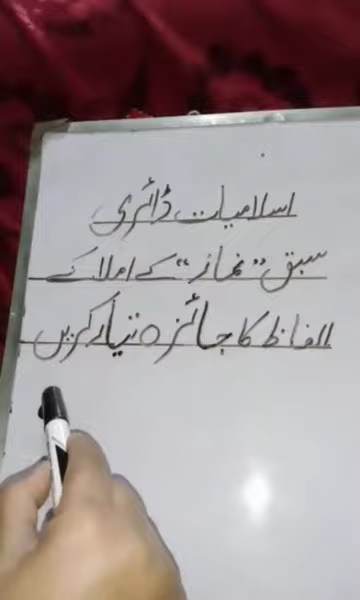 اسلامیات ڈائری
سبق "نماز" کے املا کے
الفاظ کا جائزہ تیار کریں